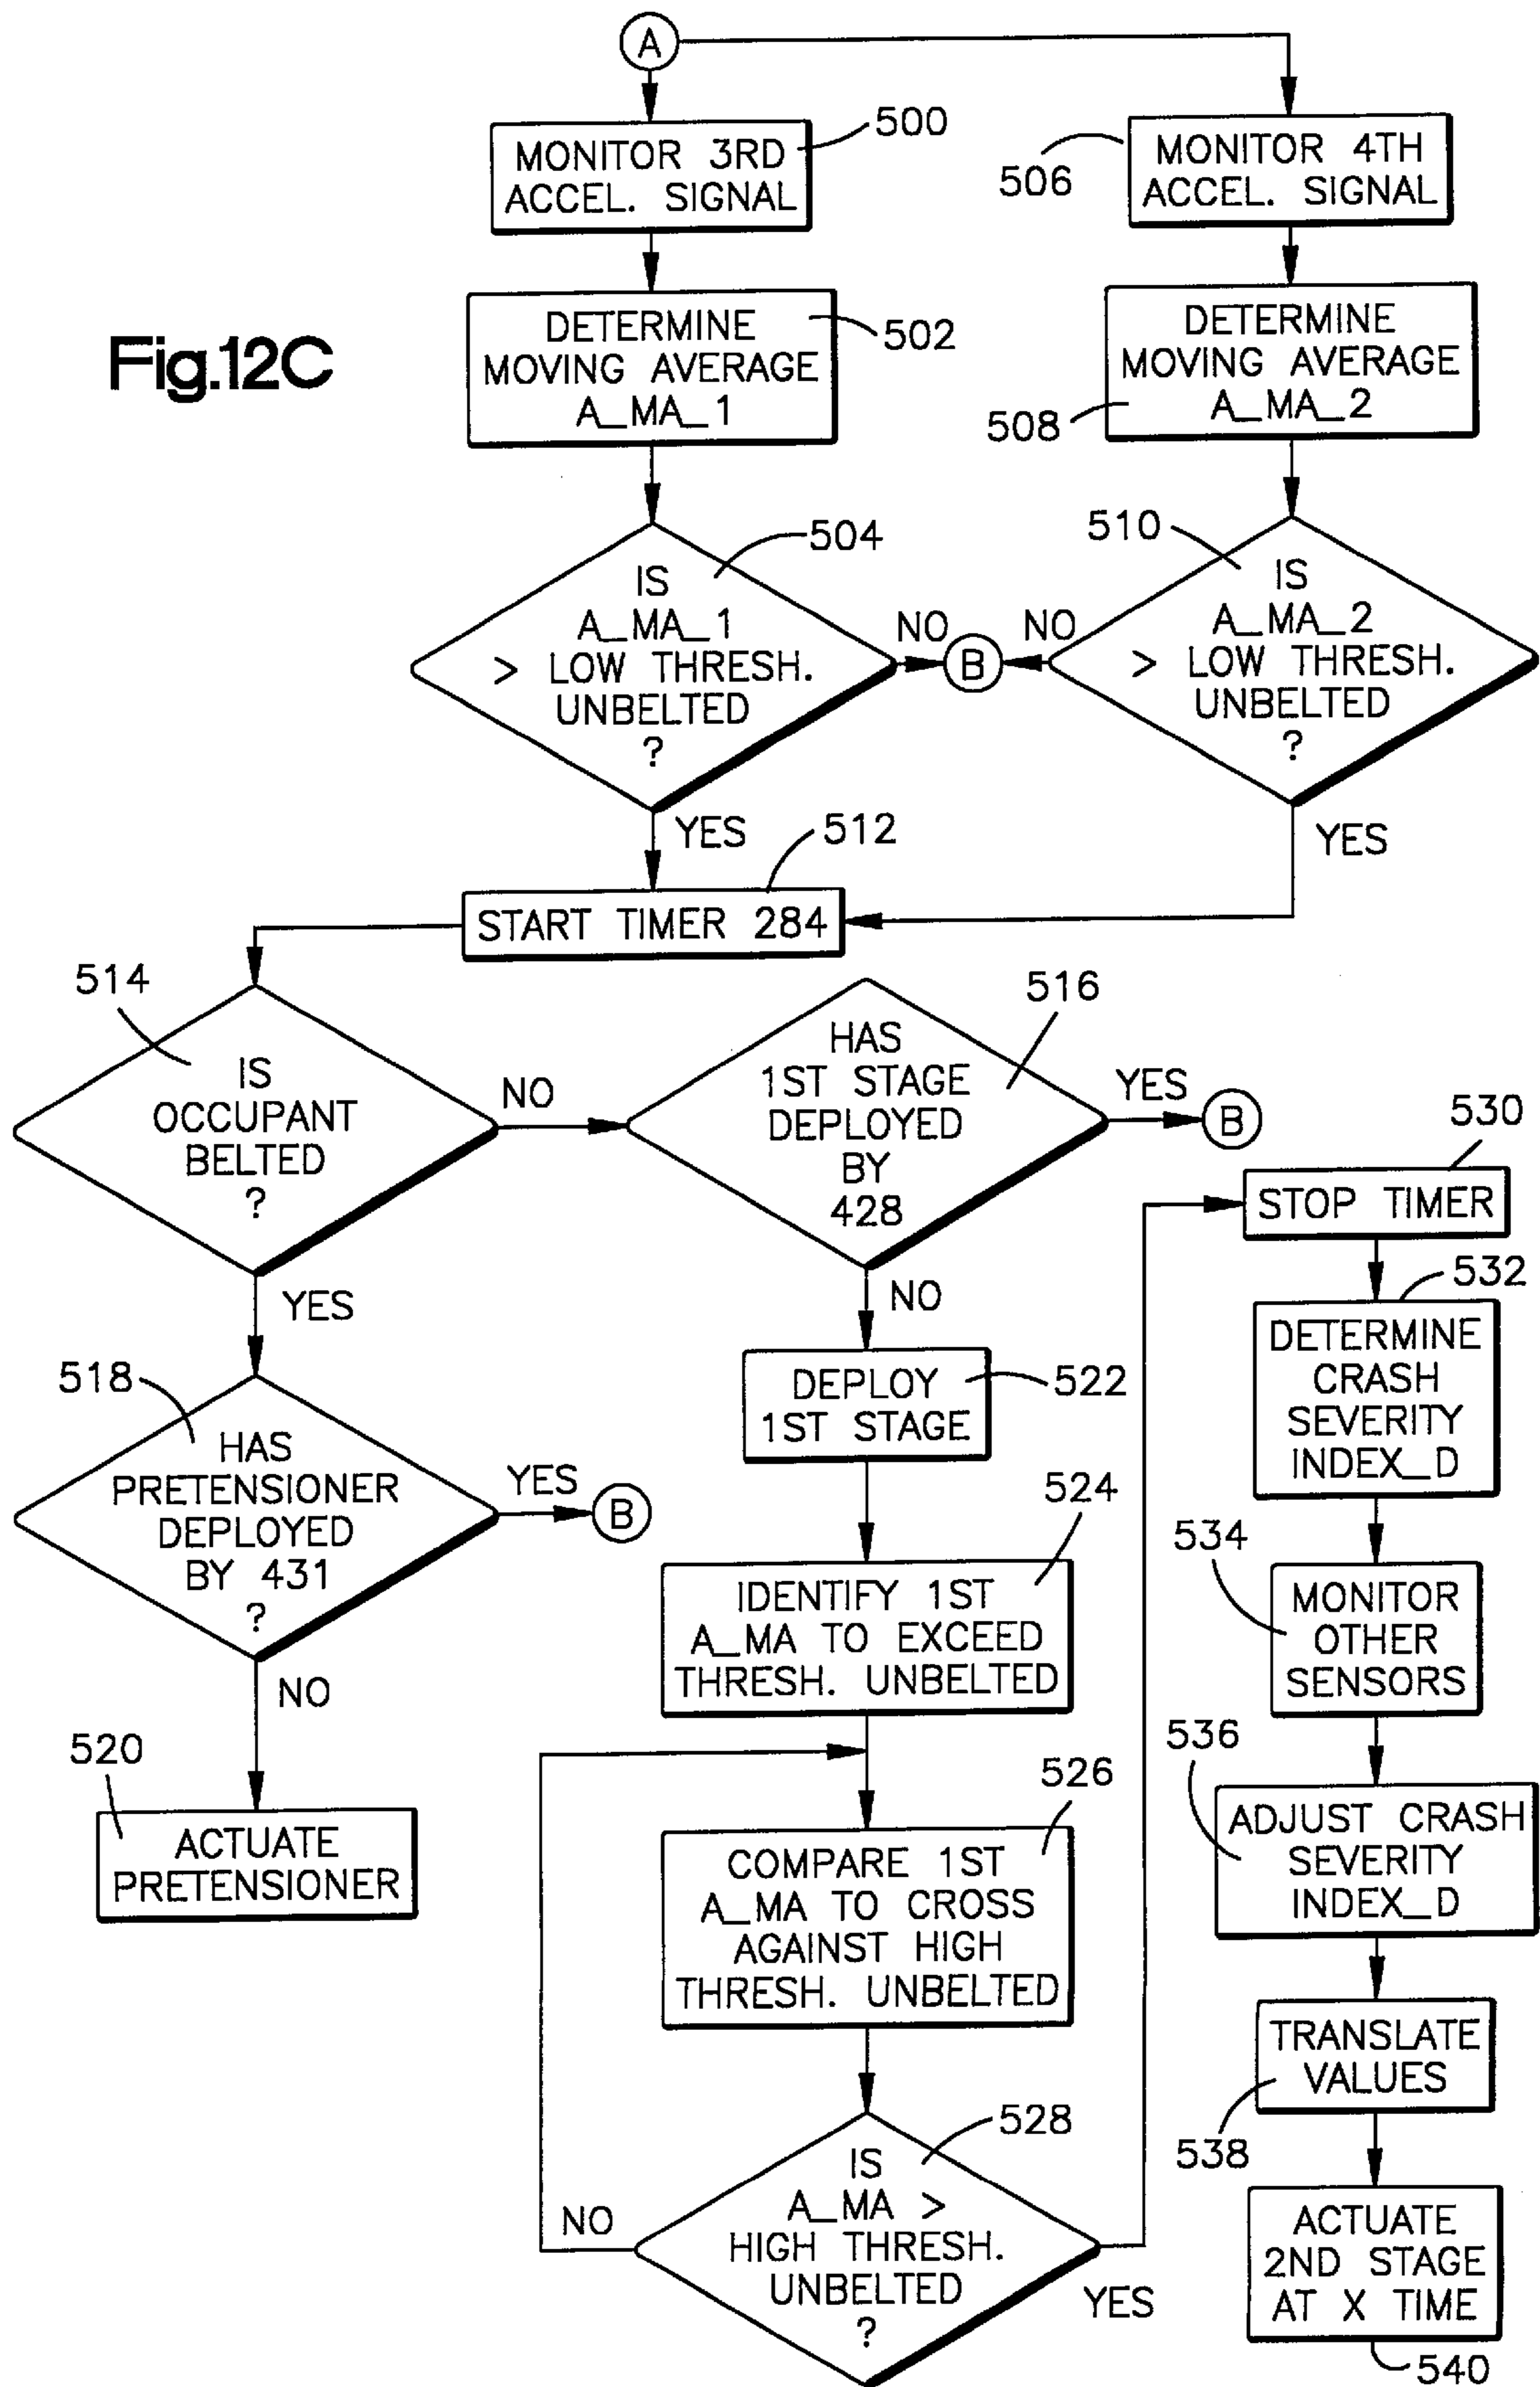 A
500
MONITOR 3RD
ACCEL. SIGNAL
506
MONITOR 4TH
ACCEL. SIGNAL
Fig.12C
DETERMINE
MOVING AVERAGE
A_MA_1
502
DETERMINE
MOVING AVERAGE
A_MA_2
508
504
IS
A_MA_1
> LOW THRESH.
UNBELTED
?
NO
B
NO
510
IS
A_MA_2
> LOW THRESH.
UNBELTED
?
YES
YES
512
START TIMER 284
514
IS
OCCUPANT
BELTED
?
NO
516
HAS
1ST STAGE
DEPLOYED
BY
428
YES
B
530
STOP TIMER
YES
NO
532
DETERMINE
CRASH
SEVERITY
INDEX_D
518
HAS
PRETENSIONER
DEPLOYED
BY 431
?
YES
B
DEPLOY
1ST STAGE
522
524
IDENTIFY 1ST
A_MA TO EXCEED
THRESH. UNBELTED
534
MONITOR
OTHER
SENSORS
NO
520
ACTUATE
PRETENSIONER
526
COMPARE 1ST
A_MA TO CROSS
AGAINST HIGH
THRESH. UNBELTED
536
ADJUST CRASH
SEVERITY
INDEX_D
TRANSLATE
VALUES
538
528
IS
A_MA >
HIGH THRESH.
UNBELTED
?
NO
YES
ACTUATE
2ND STAGE
AT X TIME
540